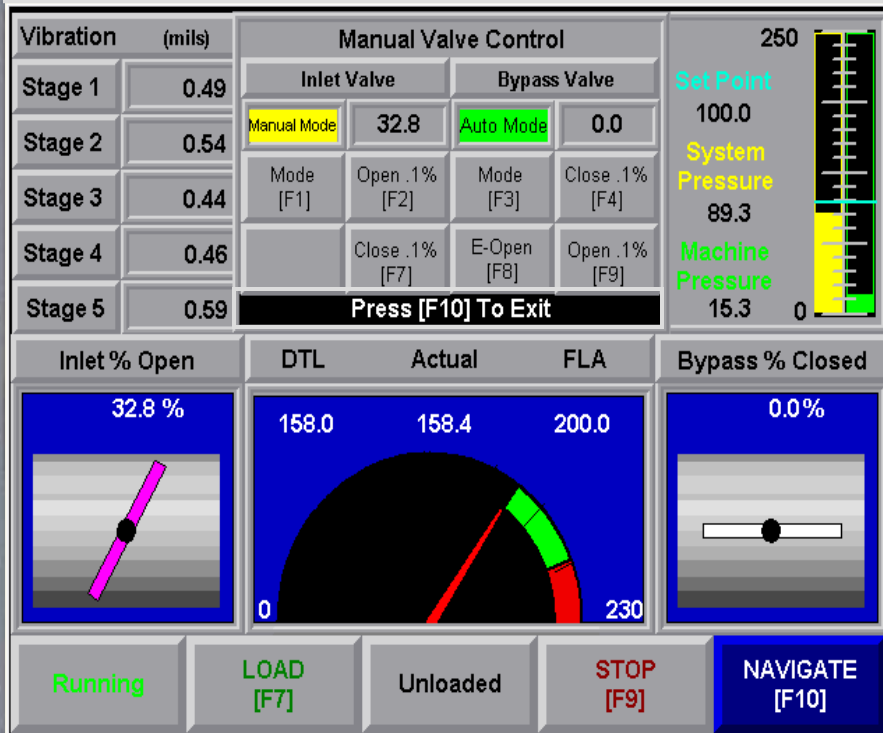 Vibration (mils)
Stage 1 0.49
Stage 2 0.54
Stage 3 0.44
Stage 4 0.46
Stage 5 0.59
Manual Valve Control
Inlet Valve Bypass Valve
Manual Mode 32.8 Auto Mode 0.0
Mode Open .1% Mode Close .1%
[F1] [F2] [F3] [F4]
Close .1% E-Open Open .1%
[F7] [F8] [F9]
Press [F10] To Exit
250
Set Point
100.0
System
Pressure
89.3
Machine
Pressure
15.3 0
Inlet % Open
32.8 %
DTL Actual FLA
158.0 158.4 200.0
0 230
Bypass % Closed
0.0%
Running
LOAD
[F7]
Unloaded
STOP
[F9]
NAVIGATE
[F10]